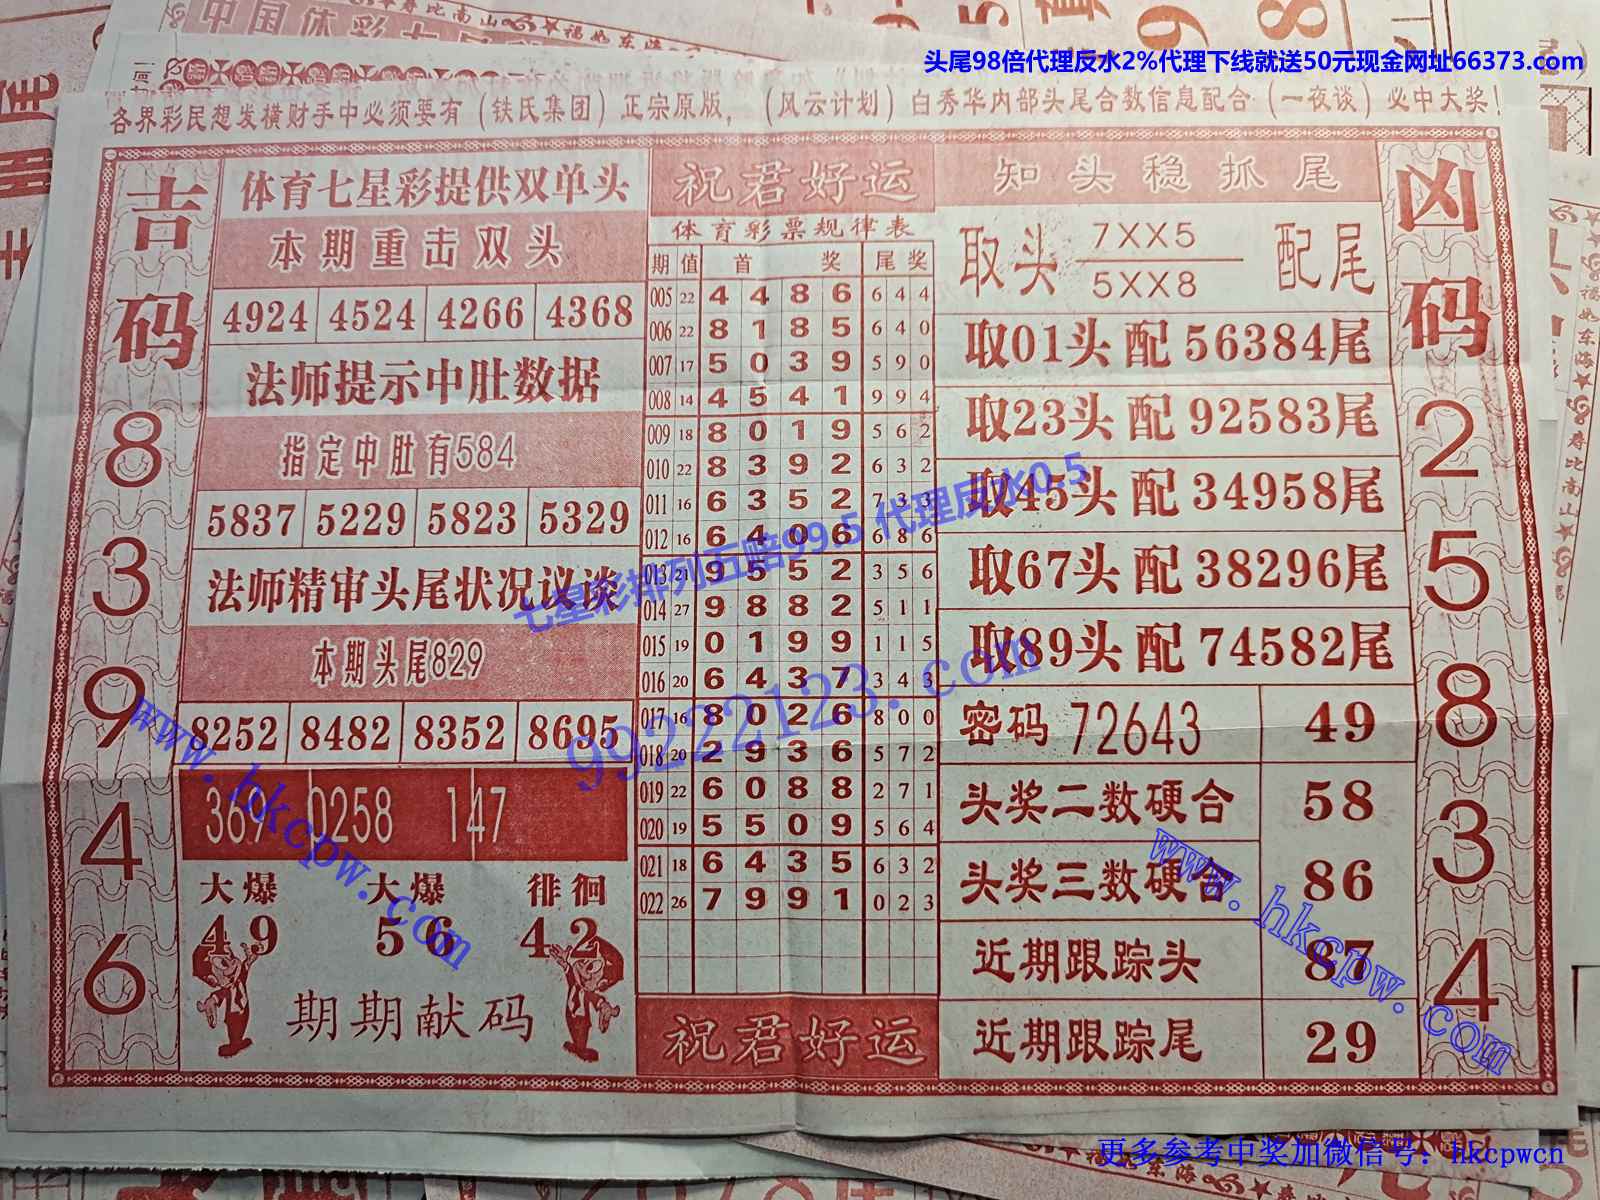 头尾98倍代理反水2%代理下线就送50元现金网址66373.com
各界彩民想发横财手中必须要有(铁氏集团)正宗原版,(风云计划)白秀华内部头尾合数信息配合(一夜谈)必中大奖!
吉码
8
3
9
4
6
体育七星彩提供双单头
本期重击双头
4924 4524 4266 4368
法师提示中肚数据
指定中肚有584
5837 5229 5823 5329
法师精审头尾状况议谈
本期头尾829
8252 8482 8352 8695
369 0258 147
大爆 大爆 徘徊
49 56 42
期期献码
祝君好运
体育彩票规律表
期 值 首 奖 尾 奖
005 22 4 4 8 6 6 4 4
006 22 8 1 8 5 6 4 0
007 17 5 0 3 9 5 9 0
008 14 4 5 4 1 9 9 4
009 18 8 0 1 9 5 6 2
010 22 8 3 9 2 6 3 2
011 16 6 3 5 2 7 3 3
012 16 6 4 0 6 6 8 6
013 21 9 5 5 2 3 5 6
014 27 9 8 8 2 5 1 1
015 19 0 1 9 9 1 1 5
016 20 6 4 3 7 3 4 3
017 16 8 0 2 6 8 0 0
018 20 2 9 3 6 5 7 2
019 22 6 0 8 8 2 7 1
020 19 5 5 0 9 5 6 4
021 18 6 4 3 5 6 3 2
022 26 7 9 9 1 0 2 3
祝君好运
知头稳抓尾
取头 7XX5 配尾
5XX8
取01头 配 56384尾
取23头 配 92583尾
取45头 配 34958尾
取67头 配 38296尾
取89头 配 74582尾
密码 72643 49
头奖二数硬合 58
头奖三数硬合 86
近期跟踪头 87
近期跟踪尾 29
凶码
2
5
8
3
4
七星彩排列五赔99.5 代理反水0.5
99222123.com
www.hkcpw.com
www.hkcpw.com
更多参考中奖加微信号：hkcpwcn